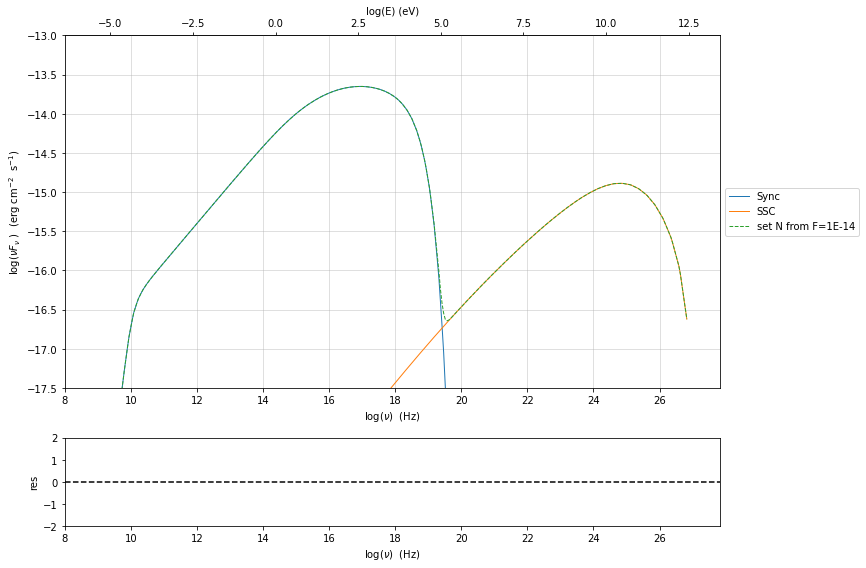 log(E) (eV)
−5.0 −2.5 0.0 2.5 5.0 7.5 10.0 12.5
−13.0
−13.5
−14.0
−14.5
−15.0
−15.5
−16.0
−16.5
−17.0
−17.5
log(νFν ) (erg cm⁻² s⁻¹)
8 10 12 14 16 18 20 22 24 26
log(ν) (Hz)
Sync
SSC
set N from F=1E-14
2
1
0
−1
−2
res
8 10 12 14 16 18 20 22 24 26
log(ν) (Hz)